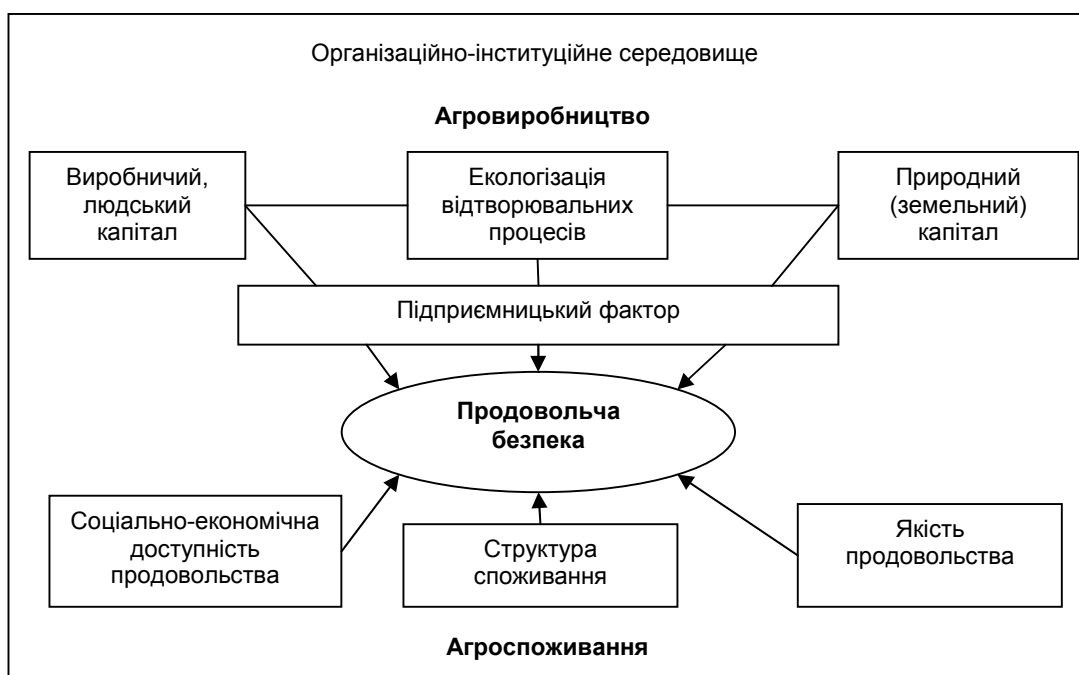 Організаційно-інституційне середовище
Агровиробництво
Виробничий,
людський
капітал
Екологізація
відтворювальних
процесів
Природний
(земельний)
капітал
Підприємницький фактор
Продовольча
безпека
Соціально-економічна
доступність
продовольства
Структура
споживання
Якість
продовольства
Агроспоживання